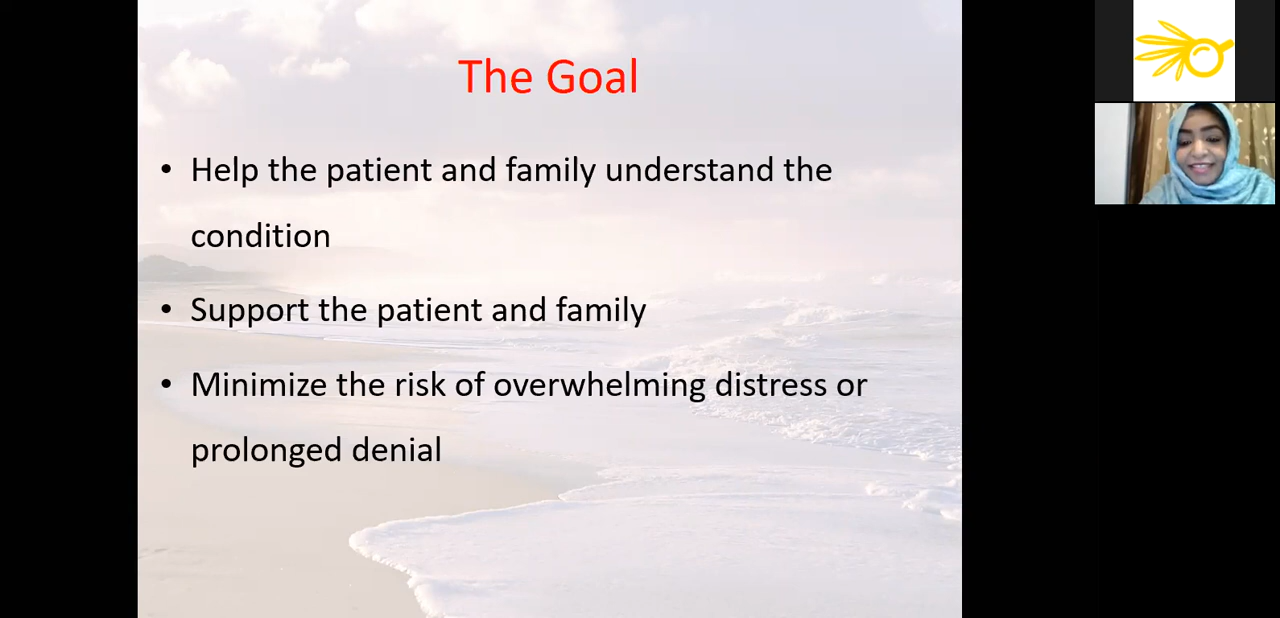 The Goal
• Help the patient and family understand the
condition
• Support the patient and family
• Minimize the risk of overwhelming distress or
prolonged denial